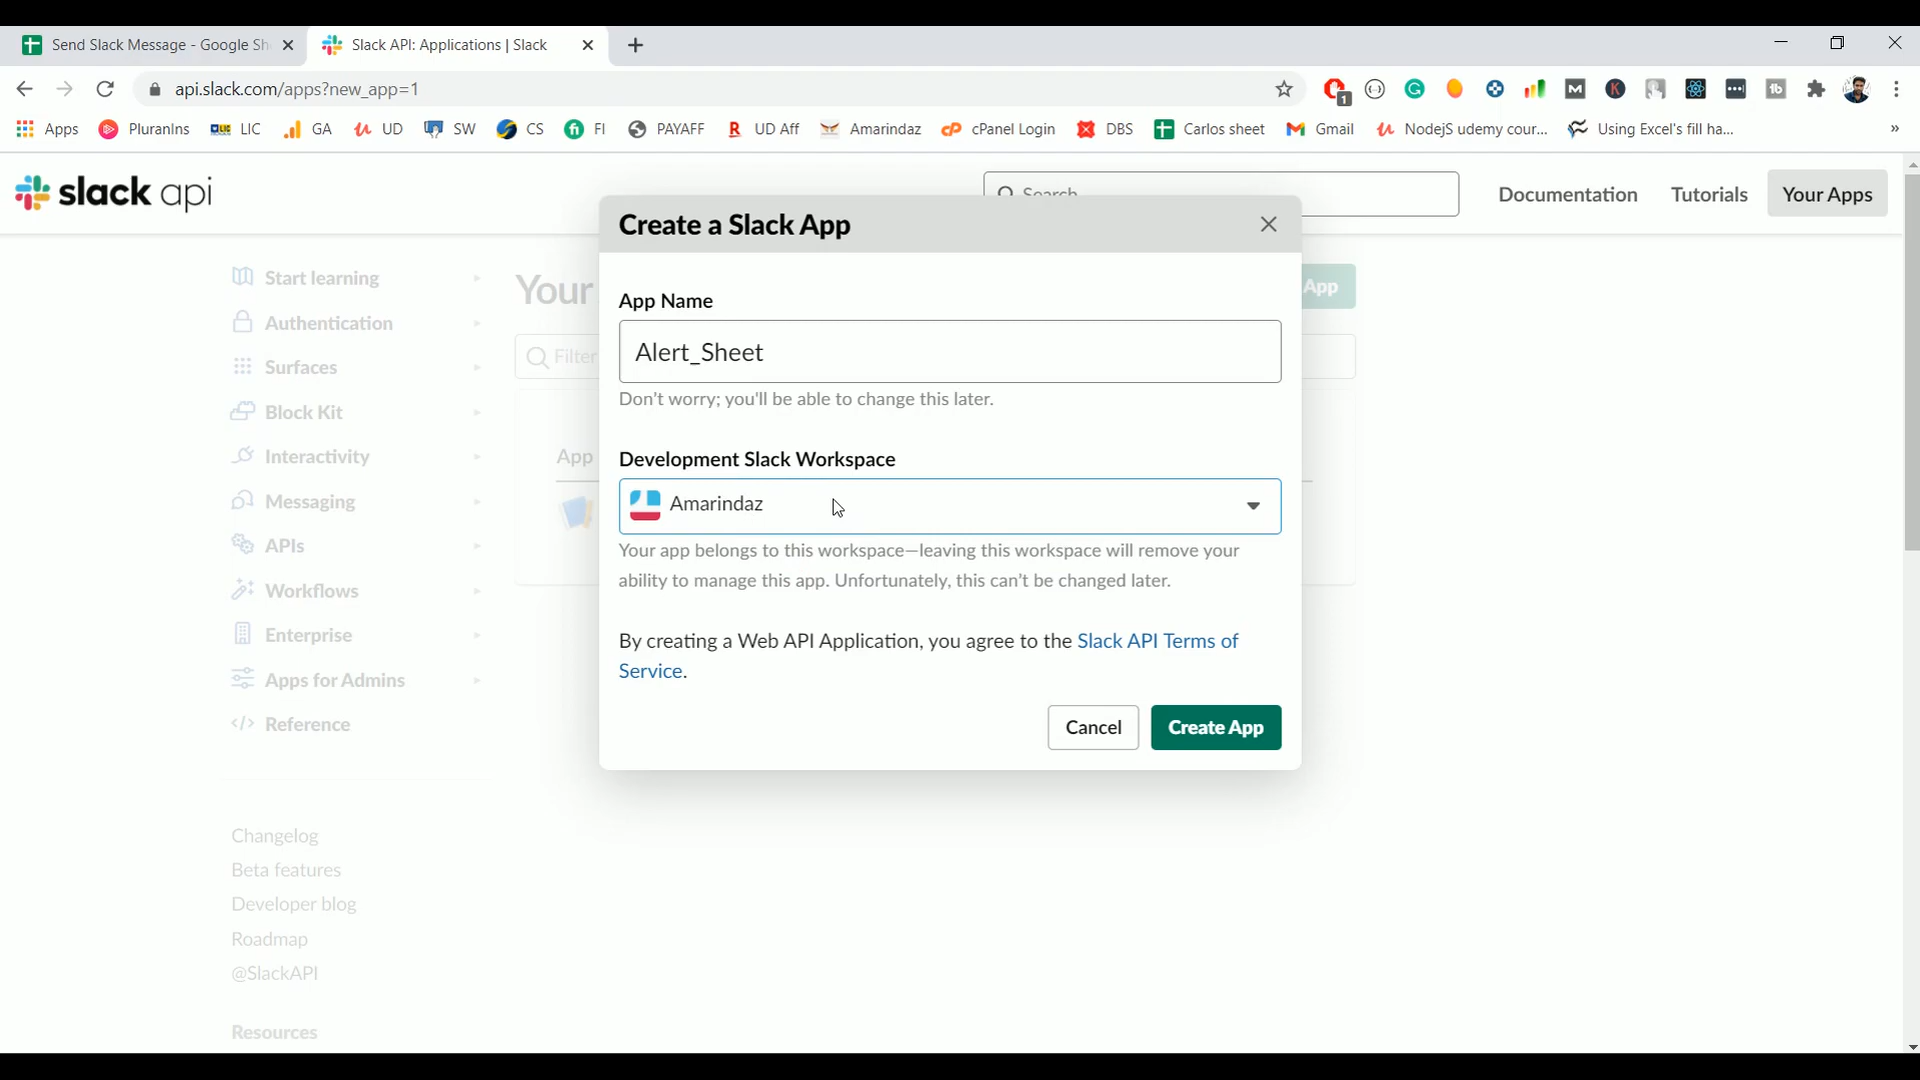 Send Slack Message - Google Sh
Slack API: Applications | Slack
api.slack.com/apps?new_app=1
1
Apps
PluranIns
LIC
GA
UD
SW
CS
FI
PAYAFF
UD Aff
Amarindaz
cPanel Login
DBS
Carlos sheet
Gmail
NodejS udemy cour...
Using Excel's fill ha...
»
slack api
Search
Documentation
Tutorials
Your Apps
Create a Slack App
Start learning
Authentication
Surfaces
Block Kit
Interactivity
Messaging
APIs
Workflows
Enterprise
Apps for Admins
Reference
Changelog
Beta features
Developer blog
Roadmap
@SlackAPI
Resources
Your
App
Filter
App
App Name
Alert_Sheet
Don't worry; you'll be able to change this later.
Development Slack Workspace
Amarindaz
Your app belongs to this workspace—leaving this workspace will remove your
ability to manage this app. Unfortunately, this can't be changed later.
By creating a Web API Application, you agree to the Slack API Terms of
Service.
Cancel
Create App